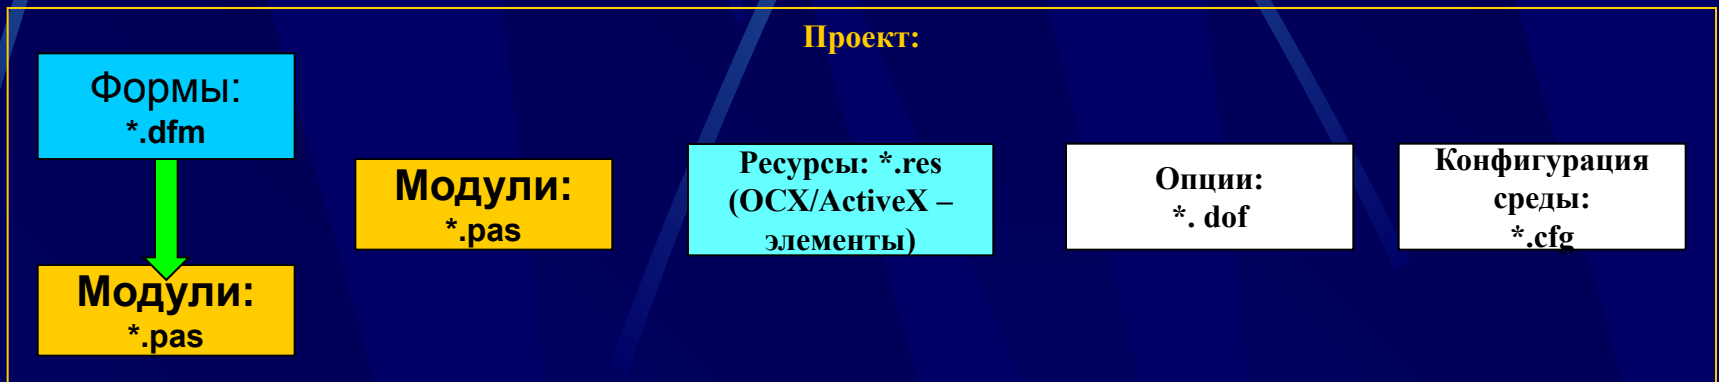 Проект:
Формы:
*.dfm
Модули:
*.pas
Модули:
*.pas
Ресурсы: *.res
(OCX/ActiveX –
элементы)
Опции:
*. dof
Конфигурация
среды:
*.cfg